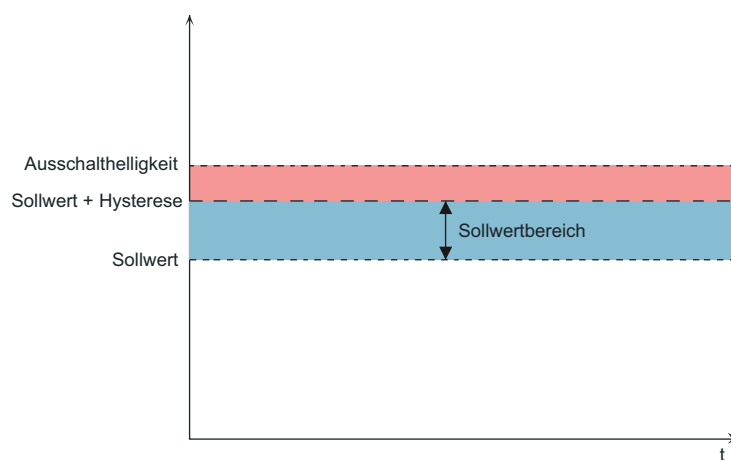 Ausschalthelligkeit
Sollwert + Hysterese
Sollwertbereich
Sollwert
t